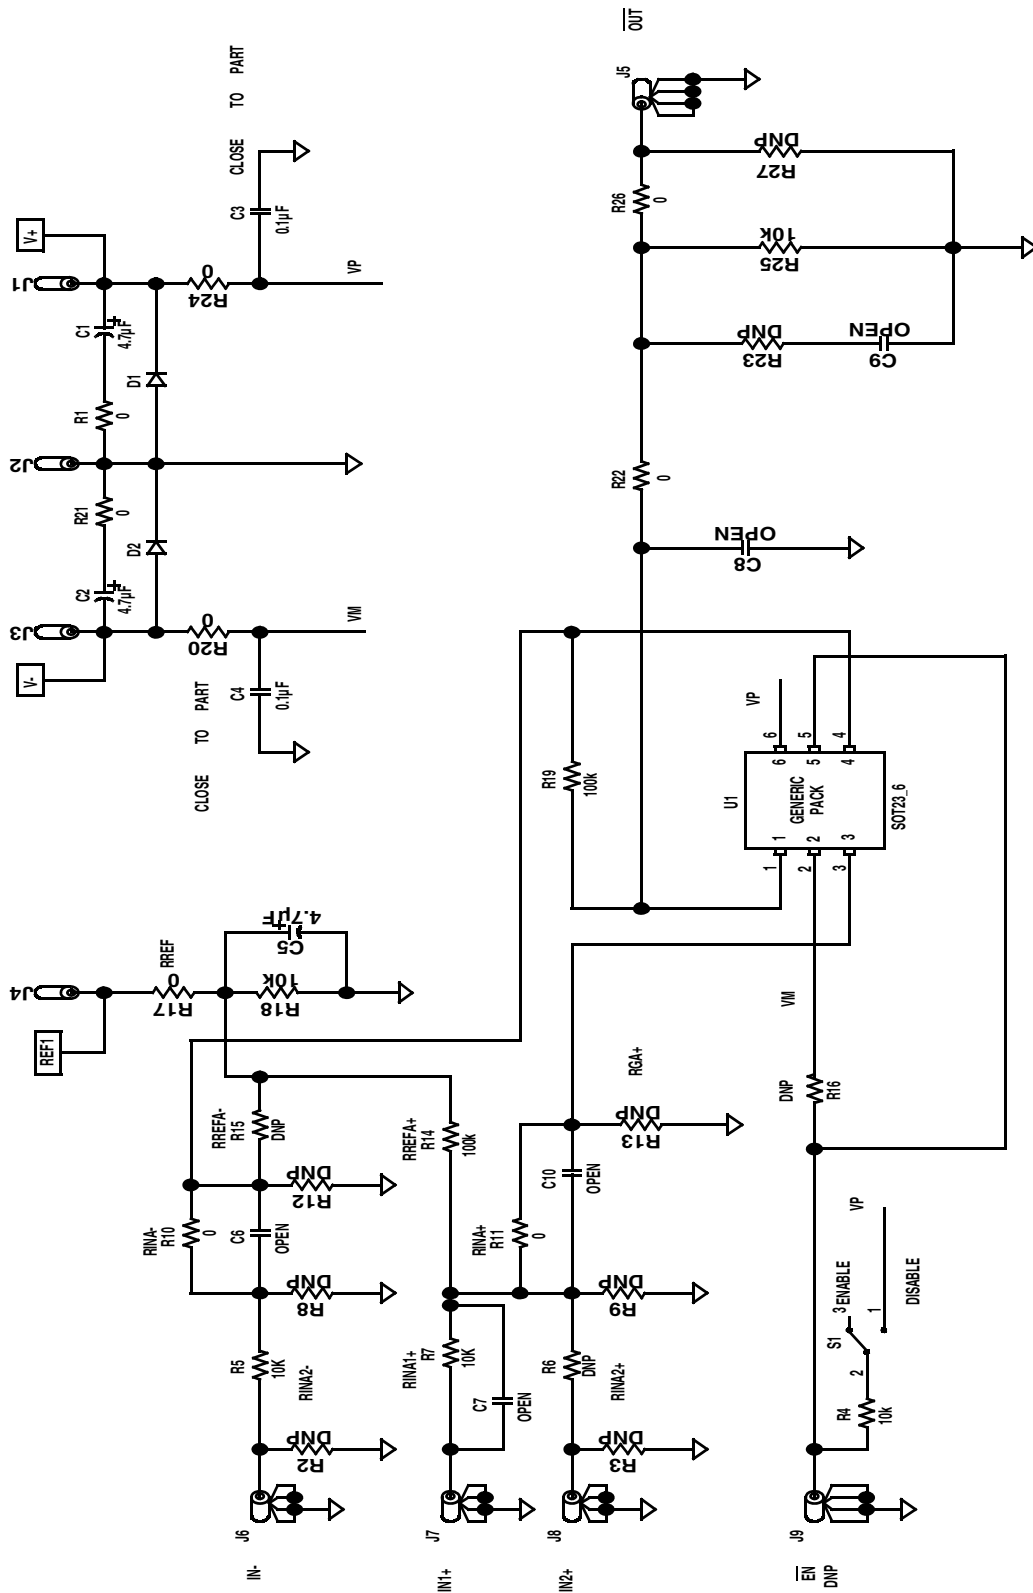 IN-
J6
R2
DNP
R5
10K
RINA2-
R8
DNP
RINA-
R10
0
C6
OPEN
R12
DNP
RREFA-
R15
DNP
REF1
J4
R17
0
RREF
R18
10k
C5
4.7µF
+
IN1+
J7
RINA1+
R7
10K
C7
OPEN
RREFA+
R14
100k
IN2+
J8
R3
DNP
R6
DNP
RINA2+
R9
DNP
RINA+
R11
0
C10
OPEN
R13
DNP
RGA+
EN
DNP
J9
R4
10k
S1
2
3
ENABLE
1
VP
DISABLE
DNP
R16
VM
U1
GENERIC
PACK
SOT23_6
1
1
2
2
3
3
6
6
5
5
4
4
VP
R19
100k
C8
OPEN
R22
0
R23
DNP
C9
OPEN
R25
10k
R26
0
R27
DNP
J5
OUT
V-
J3
C2
4.7µF
+
R21
0
J2
R1
0
C1
4.7µF
+
J1
V+
D2
D1
R20
0
C4
0.1µF
VM
CLOSE TO PART
R24
0
C3
0.1µF
VP
CLOSE TO PART